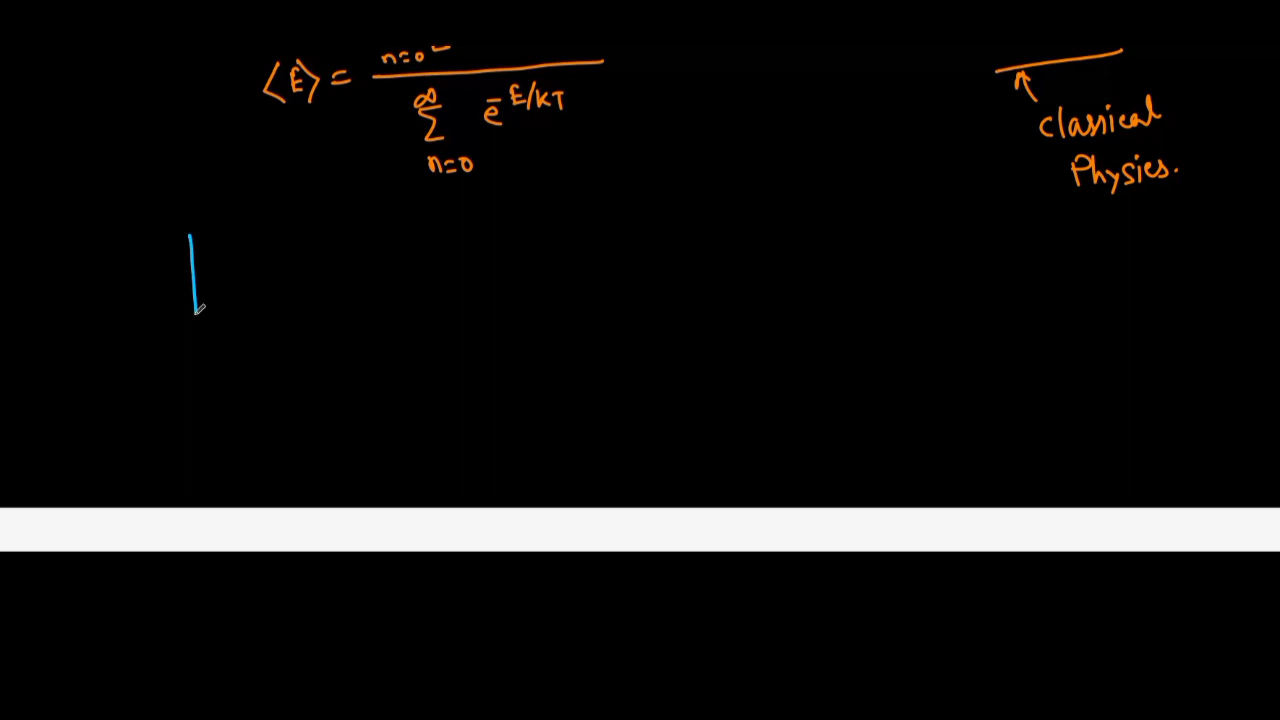 n=0
⟨E⟩ =
∞
Σ e^-E/kT
n=0
Classical
Physics.